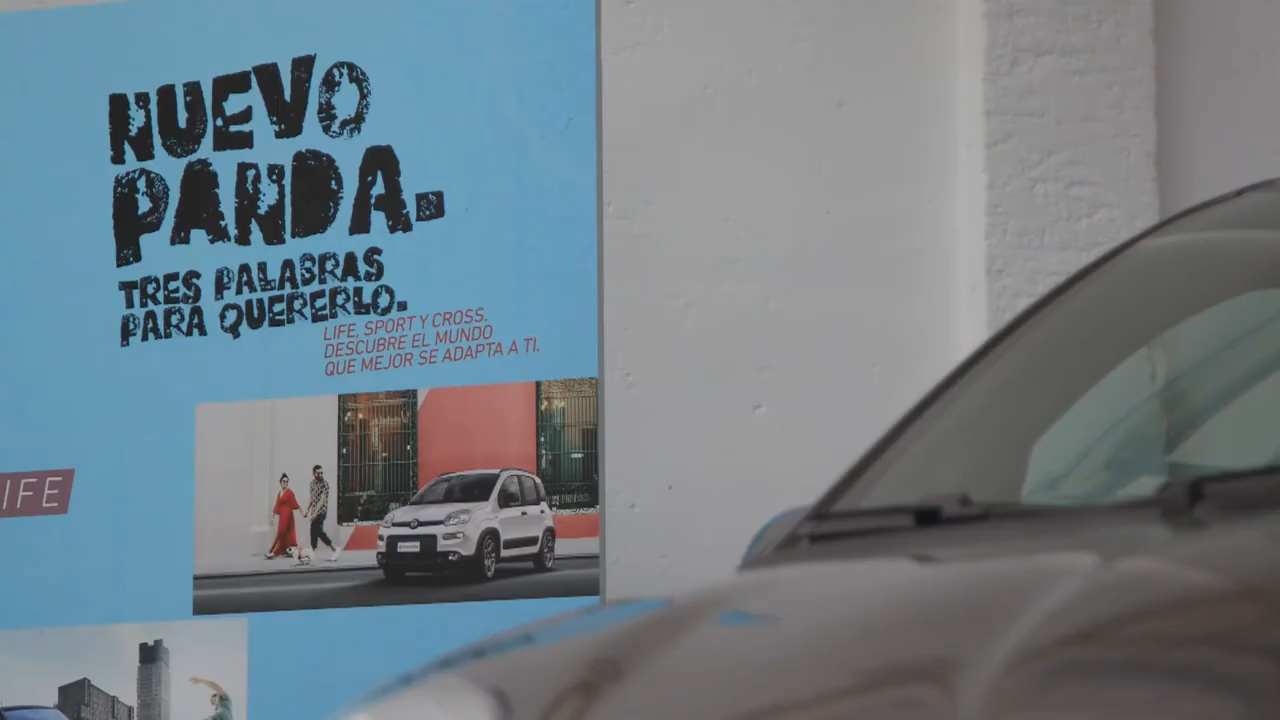 NUEVO
PANDA.
TRES PALABRAS
PARA QUERERLO.
LIFE, SPORT Y CROSS.
DESCUBRE EL MUNDO
QUE MEJOR SE ADAPTA A TI.
IFE